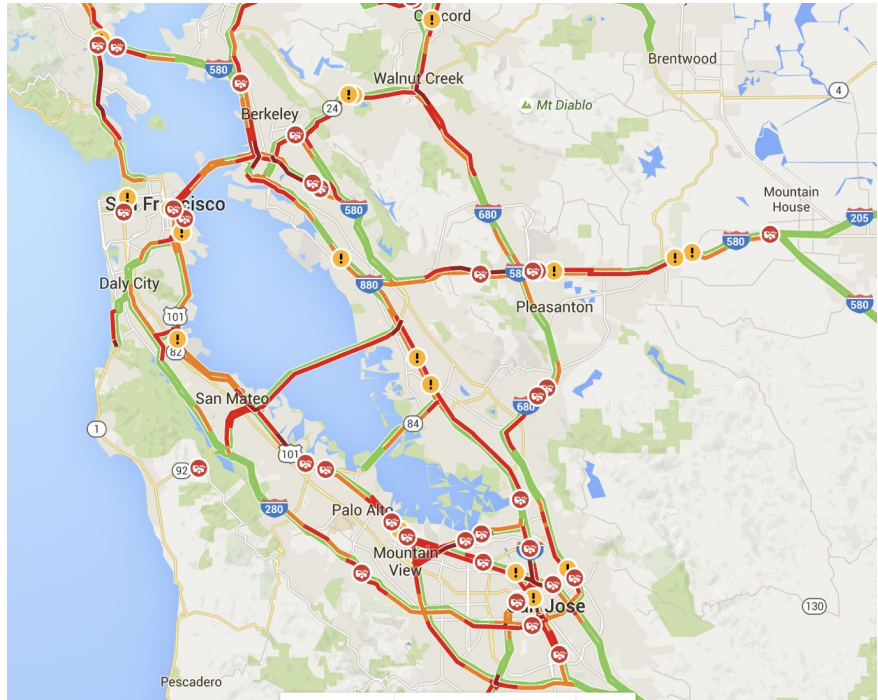 Concord
Brentwood
580
Walnut Creek
4
24
Mt Diablo
Berkeley
Mountain
House
San Francisco
580
680
205
580
580
Daly City
880
580
Pleasanton
101
82
San Mateo
680
1
84
92
101
280
Palo Alto
Mountain
View
San Jose
130
Pescadero